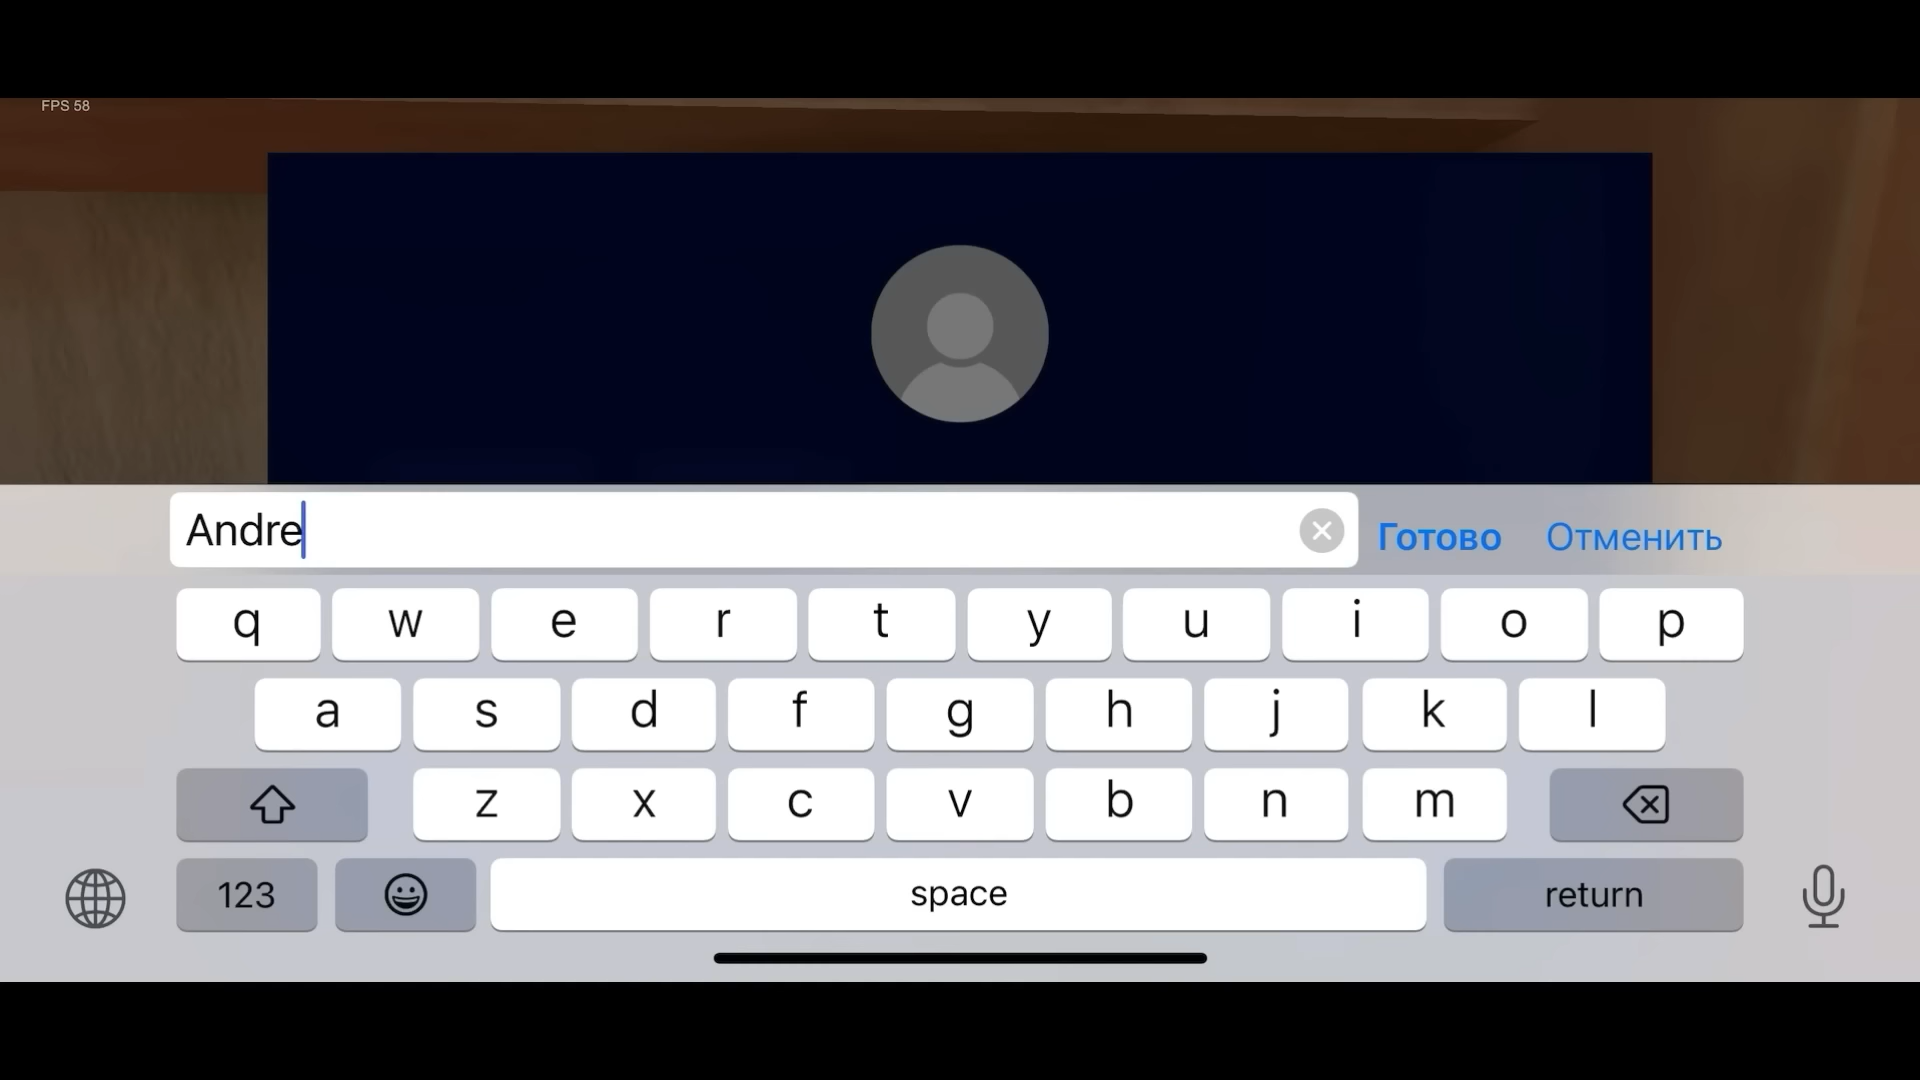 FPS 58
Andre
Готово Отменить
q w e r t y u i o p
a s d f g h j k l
z x c v b n m
123 space return